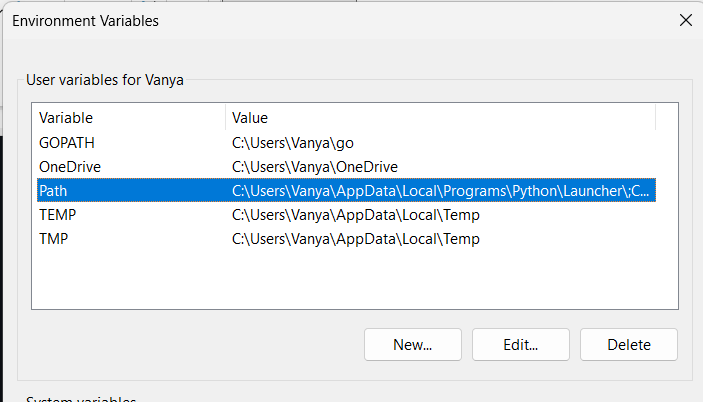 Environment Variables
User variables for Vanya
Variable Value
GOPATH C:\Users\Vanya\go
OneDrive C:\Users\Vanya\OneDrive
Path C:\Users\Vanya\AppData\Local\Programs\Python\Launcher\;C...
TEMP C:\Users\Vanya\AppData\Local\Temp
TMP C:\Users\Vanya\AppData\Local\Temp
New... Edit... Delete
System variables